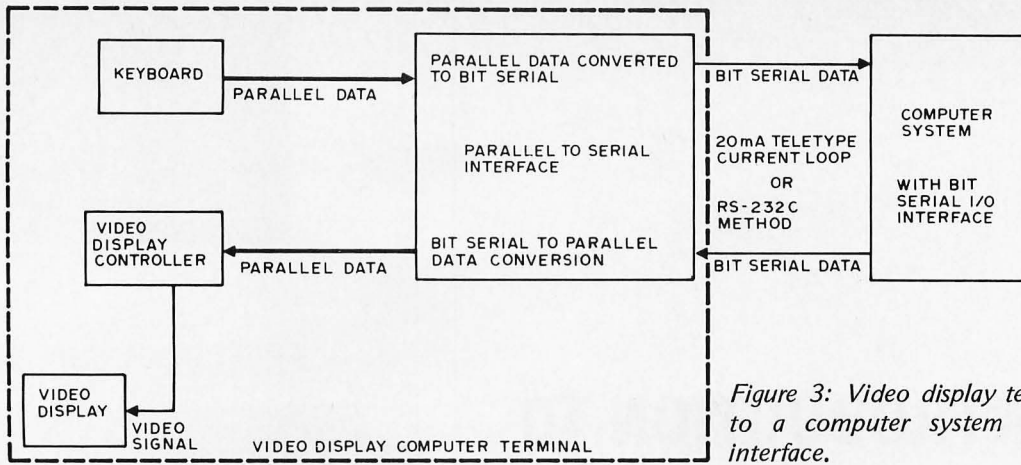 KEYBOARD
PARALLEL DATA
PARALLEL DATA CONVERTED
TO BIT SERIAL
PARALLEL TO SERIAL
INTERFACE
BIT SERIAL TO PARALLEL
DATA CONVERSION
BIT SERIAL DATA
20mA TELETYPE
CURRENT LOOP
OR
RS-232C
METHOD
BIT SERIAL DATA
COMPUTER
SYSTEM
WITH BIT
SERIAL I/O
INTERFACE
VIDEO
DISPLAY
CONTROLLER
PARALLEL DATA
VIDEO
DISPLAY
VIDEO
SIGNAL
VIDEO DISPLAY COMPUTER TERMINAL
Figure 3: Video display te
to a computer system
interface.